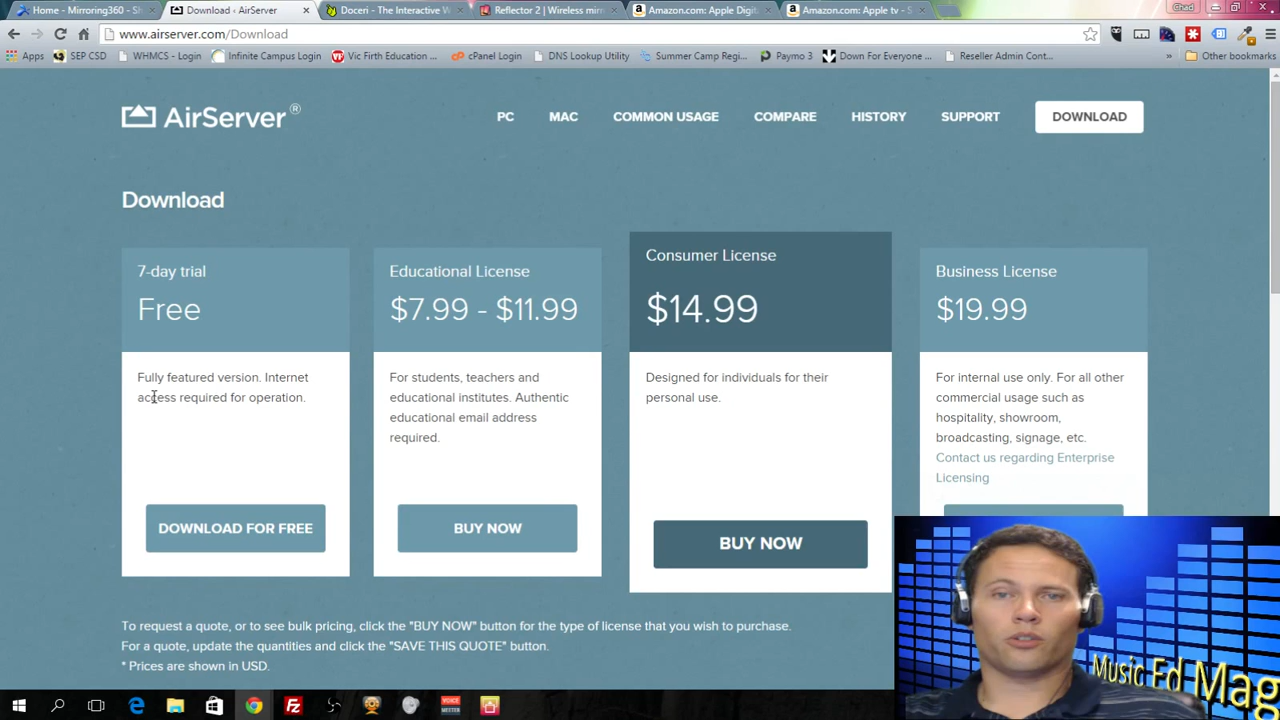 Home - Mirroring360 - Sh
Download ‹ AirServer
Doceri - The Interactive W
Reflector 2 | Wireless mirr
Amazon.com: Apple Digit
Amazon.com: Apple tv - S
Chad
www.airserver.com/Download
Apps
SEP CSD
WHMCS - Login
Infinite Campus Login
Vic Firth Education ...
cPanel Login
DNS Lookup Utility
Summer Camp Regi...
Paymo 3
Down For Everyone ...
Reseller Admin Cont...
»
Other bookmarks
AirServer®
PC
MAC
COMMON USAGE
COMPARE
HISTORY
SUPPORT
DOWNLOAD
Download
7-day trial
Free
Fully featured version. Internet
access required for operation.
DOWNLOAD FOR FREE
Educational License
$7.99 - $11.99
For students, teachers and
educational institutes. Authentic
educational email address
required.
BUY NOW
Consumer License
$14.99
Designed for individuals for their
personal use.
BUY NOW
Business License
$19.99
For internal use only. For all other
commercial usage such as
hospitality, showroom,
broadcasting, signage, etc.
Contact us regarding Enterprise
Licensing
To request a quote, or to see bulk pricing, click the "BUY NOW" button for the type of license that you wish to purchase.
For a quote, update the quantities and click the "SAVE THIS QUOTE" button.
* Prices are shown in USD.
Music Ed Mag
VOICE
MEETER